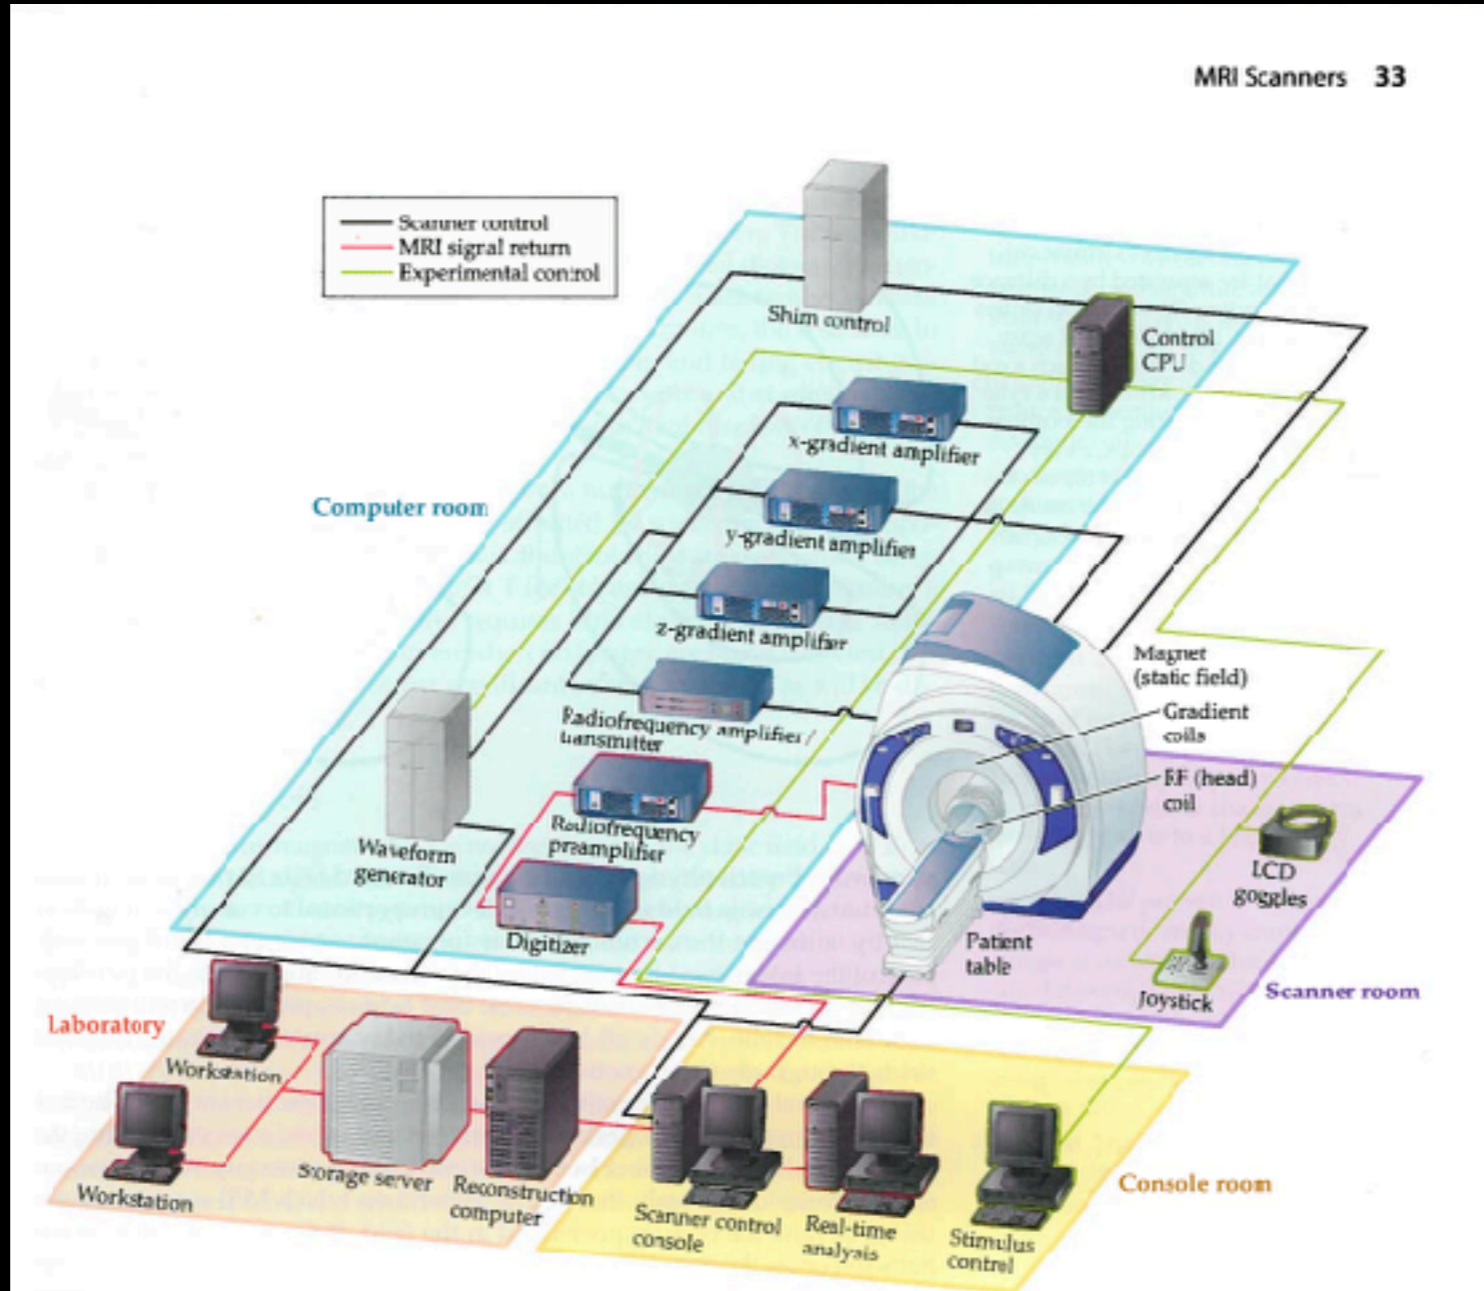 MRI Scanners 33
Scanner control
MRI signal return
Experimental control
Shim control
Control
CPU
x-gradient amplifier
Computer room
y-gradient amplifier
z-gradient amplifier
Magnet
(static field)
Gradient
coils
Radiofrequency amplifier/
transmitter
RF (head)
coil
Radiofrequency
preamplifier
Waveform
generator
LCD
goggles
Digitizer
Patient
table
Joystick
Scanner room
Laboratory
Workstation
Workstation
Storage server
Reconstruction
computer
Scanner control
console
Real-time
analysis
Stimulus
control
Console room